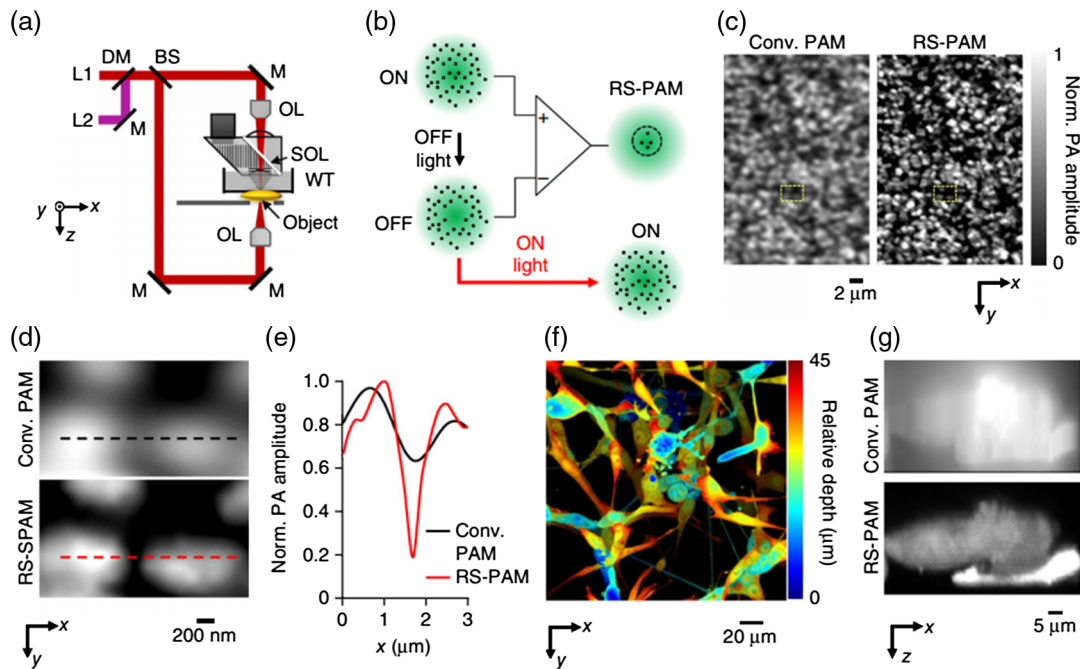 (a)
DM
BS
L1
M
L2
M
OL
SOL
WT
Object
y
x
z
OL
M
M
(b)
ON
RS-PAM
+
OFF
light
−
OFF
ON
ON
light
(c)
Conv. PAM
RS-PAM
1
Norm. PA amplitude
0
2 μm
x
y
(d)
Conv. PAM
RS-SPAM
x
y
200 nm
(e)
Norm. PA amplitude
1.0
0.8
0.6
0.4
0.2
0
Conv.
PAM
RS-PAM
0
1
2
3
x (μm)
(f)
45
Relative depth (μm)
0
x
y
20 μm
(g)
Conv. PAM
RS-PAM
x
z
5 μm